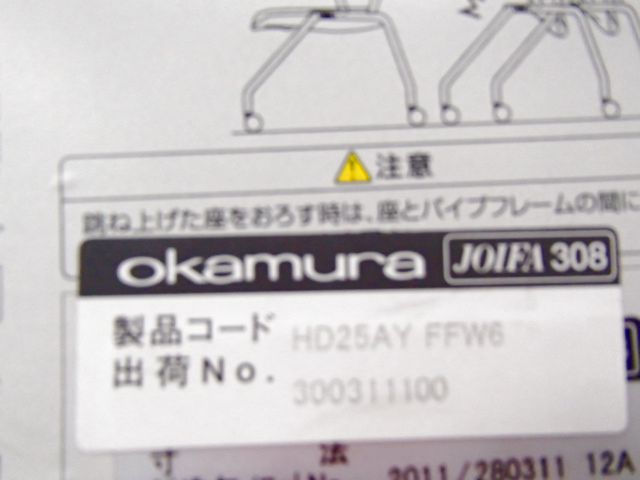 注意
跳ね上げた座をおろす時は、座とパイプフレームの間に
okamura JOIFA 308
製品コード HD25AY FFW6
出荷No. 300311100
寸 法
2011/280311 12A